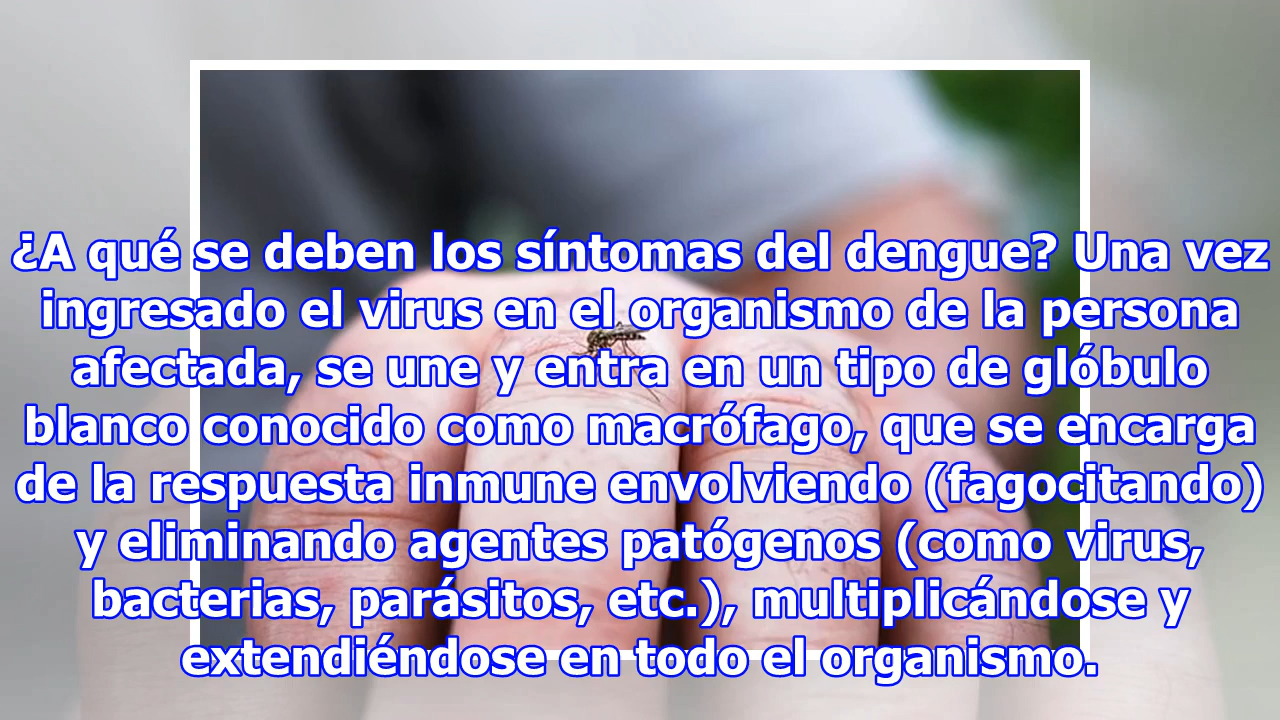 ¿A qué se deben los síntomas del dengue? Una vez
ingresado el virus en el organismo de la persona
afectada, se une y entra en un tipo de glóbulo
blanco conocido como macrófago, que se encarga
de la respuesta inmune envolviendo (fagocitando)
y eliminando agentes patógenos (como virus,
bacterias, parásitos, etc.), multiplicándose y
extendiéndose en todo el organismo.